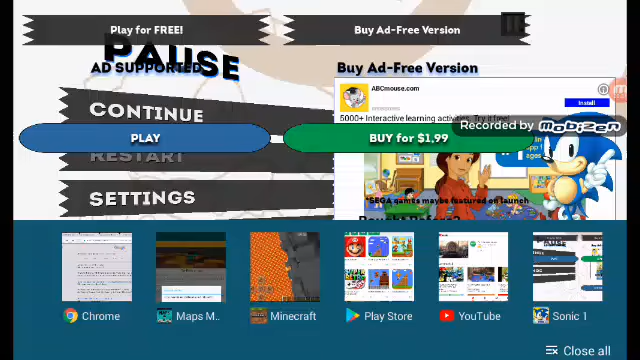 Play for FREE!
Buy Ad-Free Version
PAUSE
AD SUPPORTED
Buy Ad-Free Version
ABCmouse.com
Install
5000+ Interactive learning activities. Try it free!
CONTINUE
PLAY
BUY for $1.99
Recorded by mobizen
RESTART
SETTINGS
*SEGA games maybe featured on launch
Chrome
Maps M..
Minecraft
Play Store
YouTube
Sonic 1
Close all